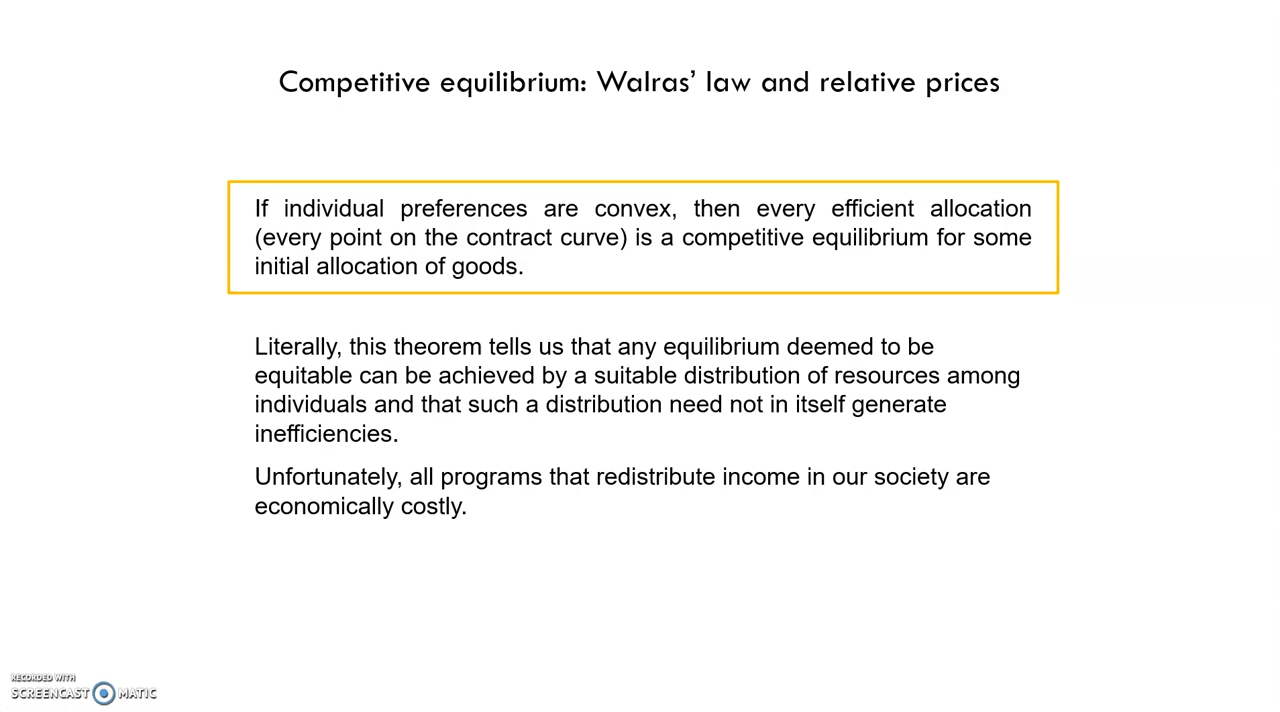 Competitive equilibrium: Walras’ law and relative prices
If individual preferences are convex, then every efficient allocation
(every point on the contract curve) is a competitive equilibrium for some
initial allocation of goods.
Literally, this theorem tells us that any equilibrium deemed to be
equitable can be achieved by a suitable distribution of resources among
individuals and that such a distribution need not in itself generate
inefficiencies.
Unfortunately, all programs that redistribute income in our society are
economically costly.
RECORDED WITH
SCREENCAST MATIC